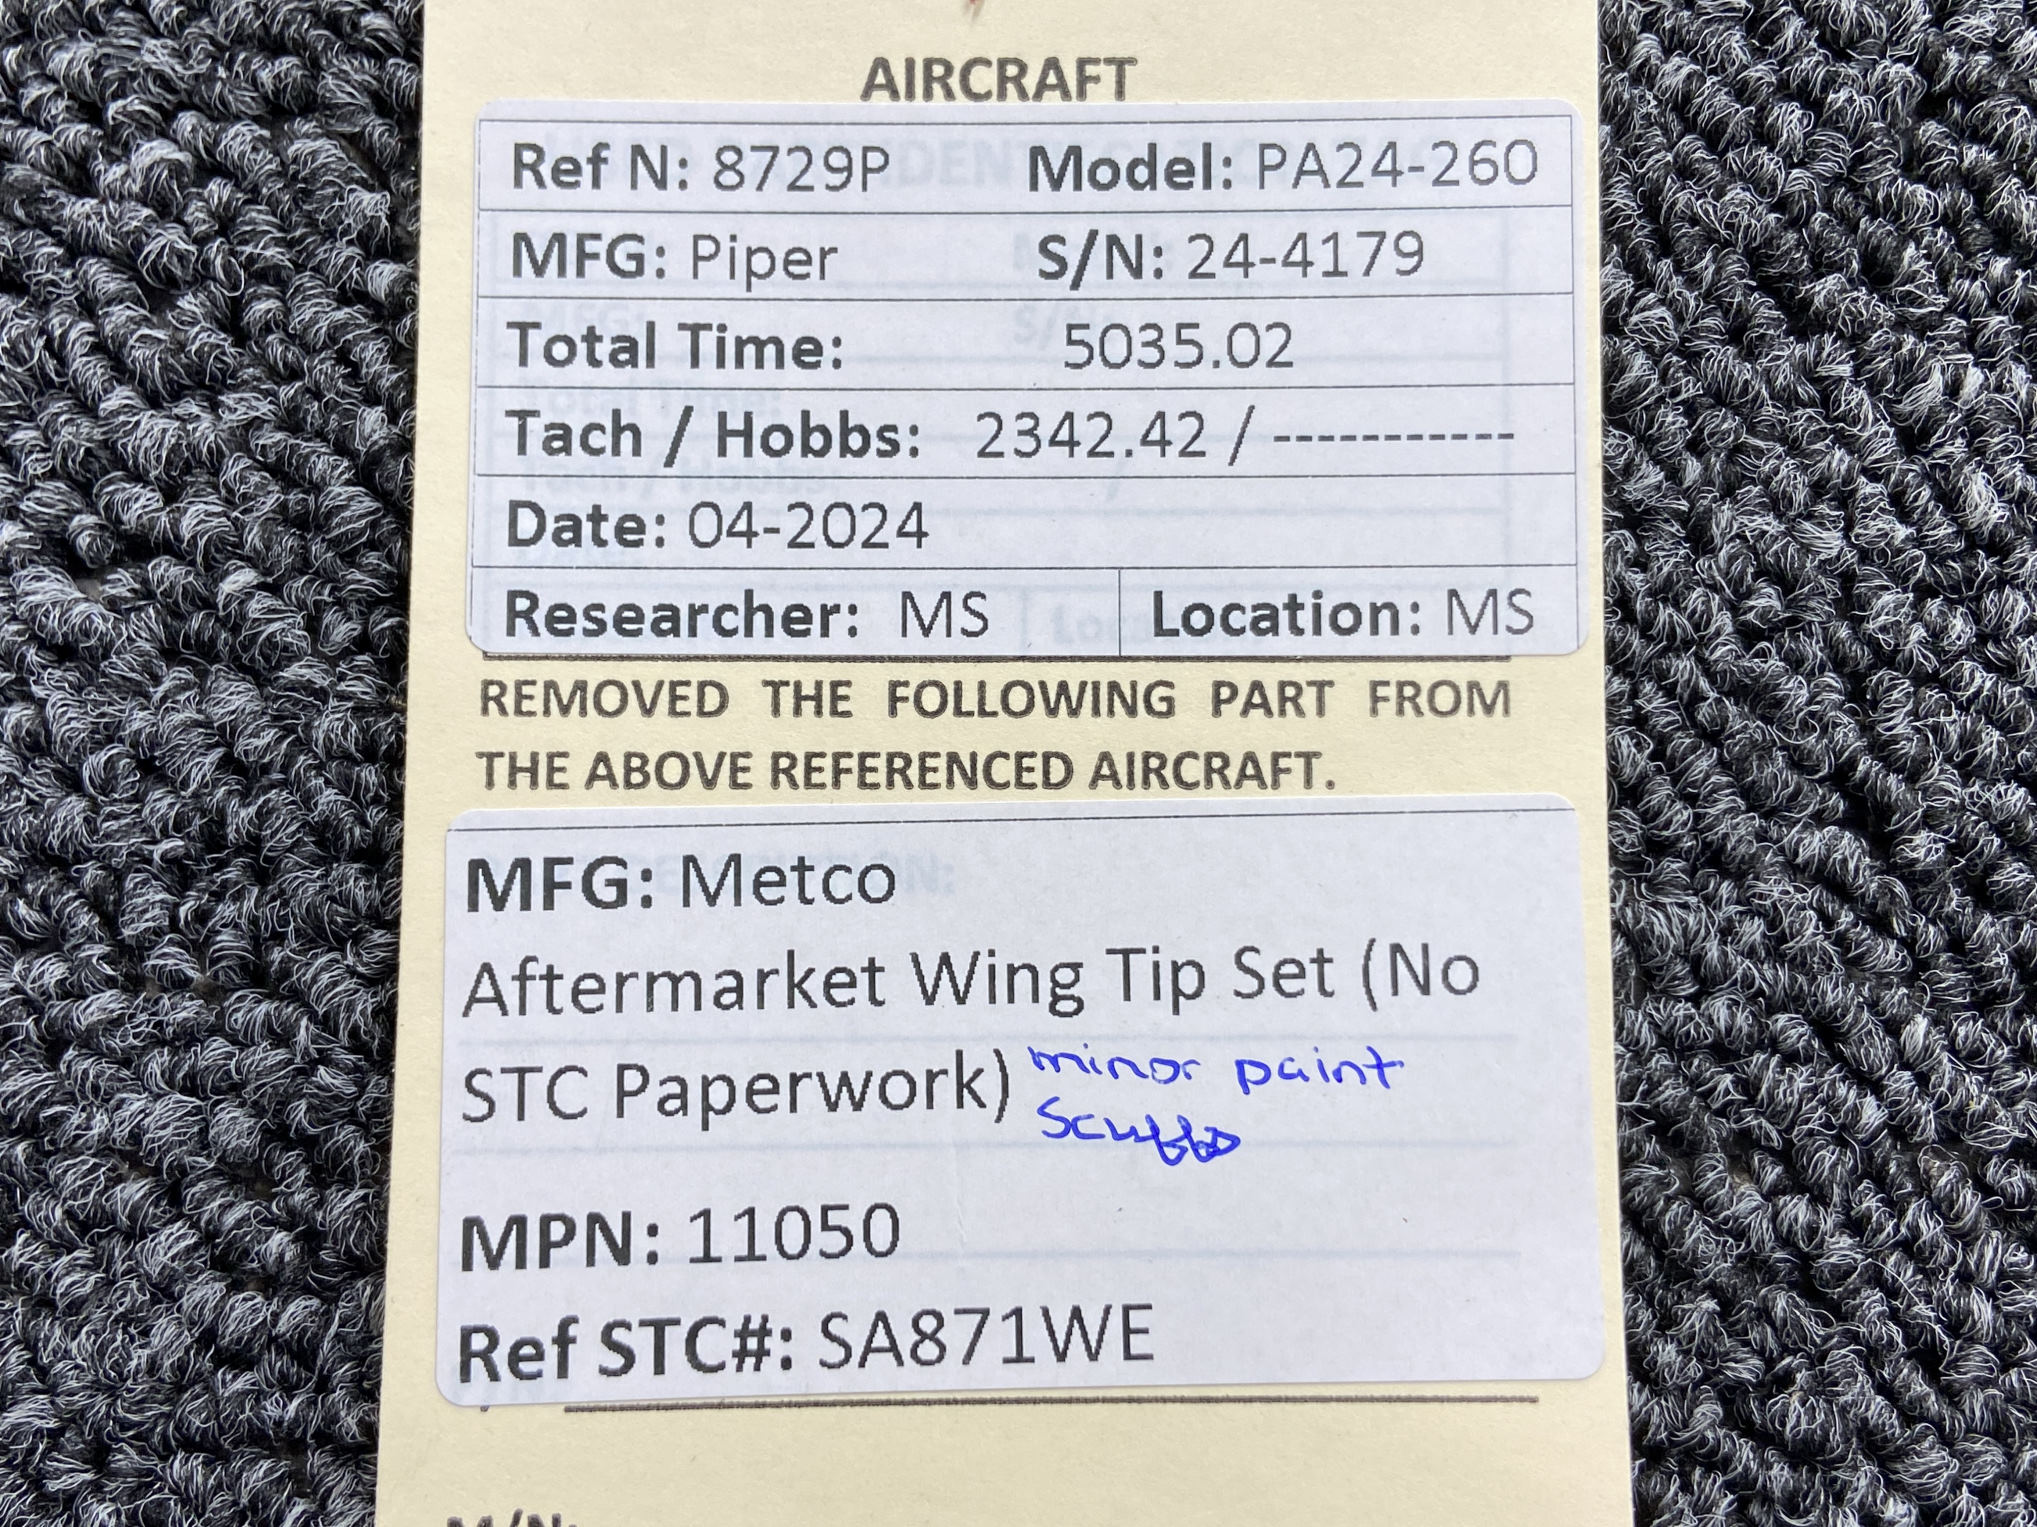 AIRCRAFT
Ref N: 8729P Model: PA24-260
MFG: Piper S/N: 24-4179
Total Time: 5035.02
Tach / Hobbs: 2342.42 / -----------
Date: 04-2024
Researcher: MS Location: MS
REMOVED THE FOLLOWING PART FROM
THE ABOVE REFERENCED AIRCRAFT.
MFG: Metco
Aftermarket Wing Tip Set (No
STC Paperwork) minor paint
scuffs
MPN: 11050
Ref STC#: SA871WE